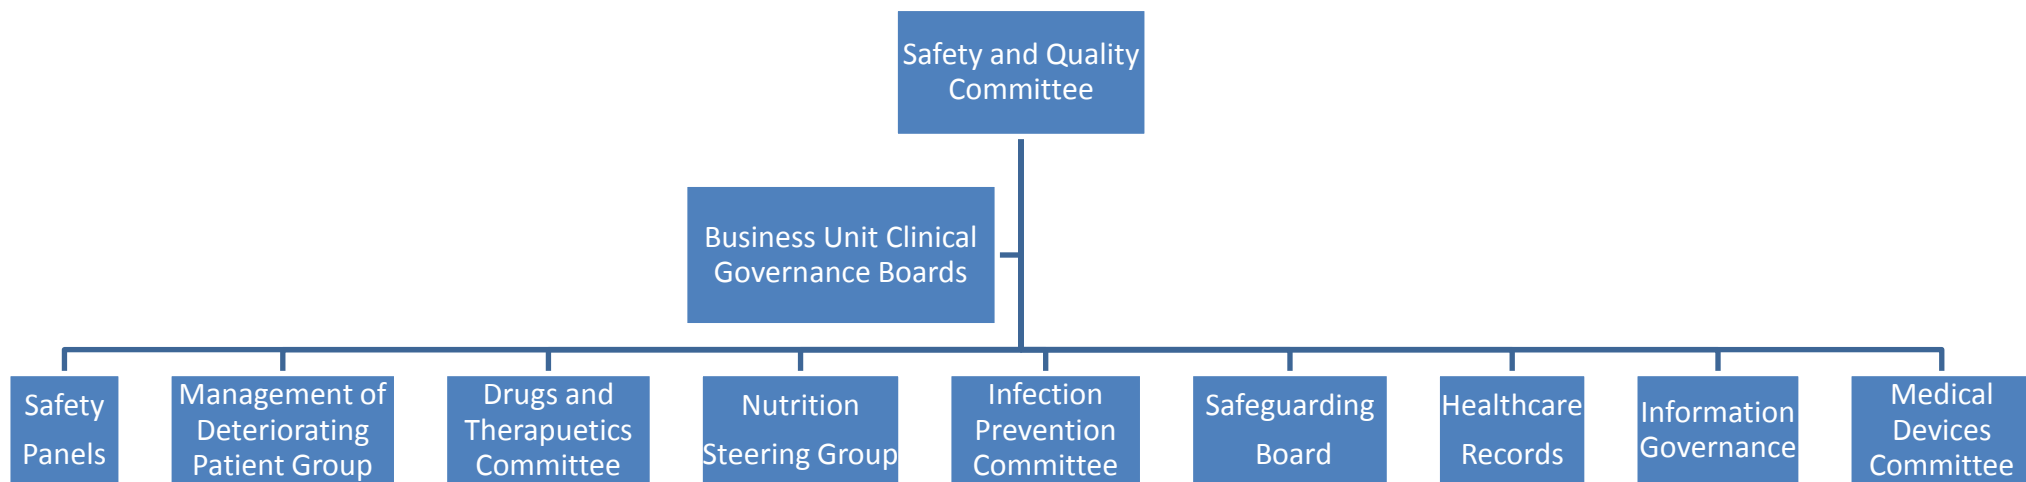 Safety and Quality
Committee
Business Unit Clinical
Governance Boards
Safety
Panels
Management of
Deteriorating
Patient Group
Drugs and
Therapuetics
Committee
Nutrition
Steering Group
Infection
Prevention
Committee
Safeguarding
Board
Healthcare
Records
Information
Governance
Medical
Devices
Committee